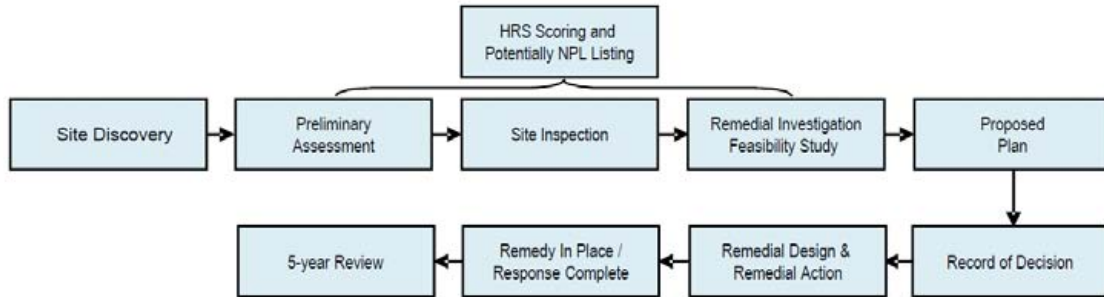 HRS Scoring and
Potentially NPL Listing
Site Discovery
Preliminary
Assessment
Site Inspection
Remedial Investigation
Feasibility Study
Proposed
Plan
Record of Decision
Remedial Design &
Remedial Action
Remedy In Place /
Response Complete
5-year Review